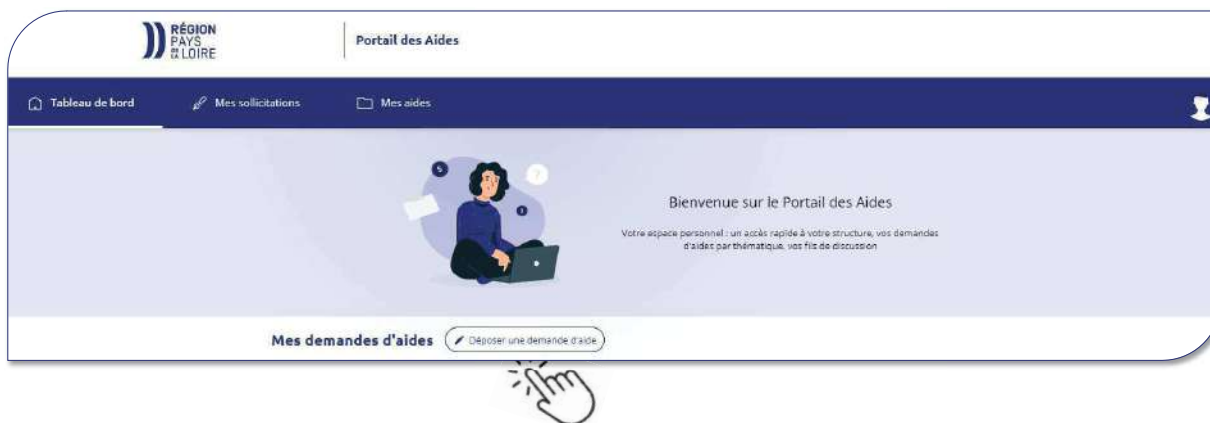 RÉGION
PAYS
DE
LA LOIRE
Portail des Aides
Tableau de bord
Mes sollicitations
Mes aides
Bienvenue sur le Portail des Aides
Votre espace personnel : un accès rapide à votre structure, vos demandes
d'aides par thématique, vos fils de discussion
Mes demandes d'aides
Déposer une demande d'aide
?